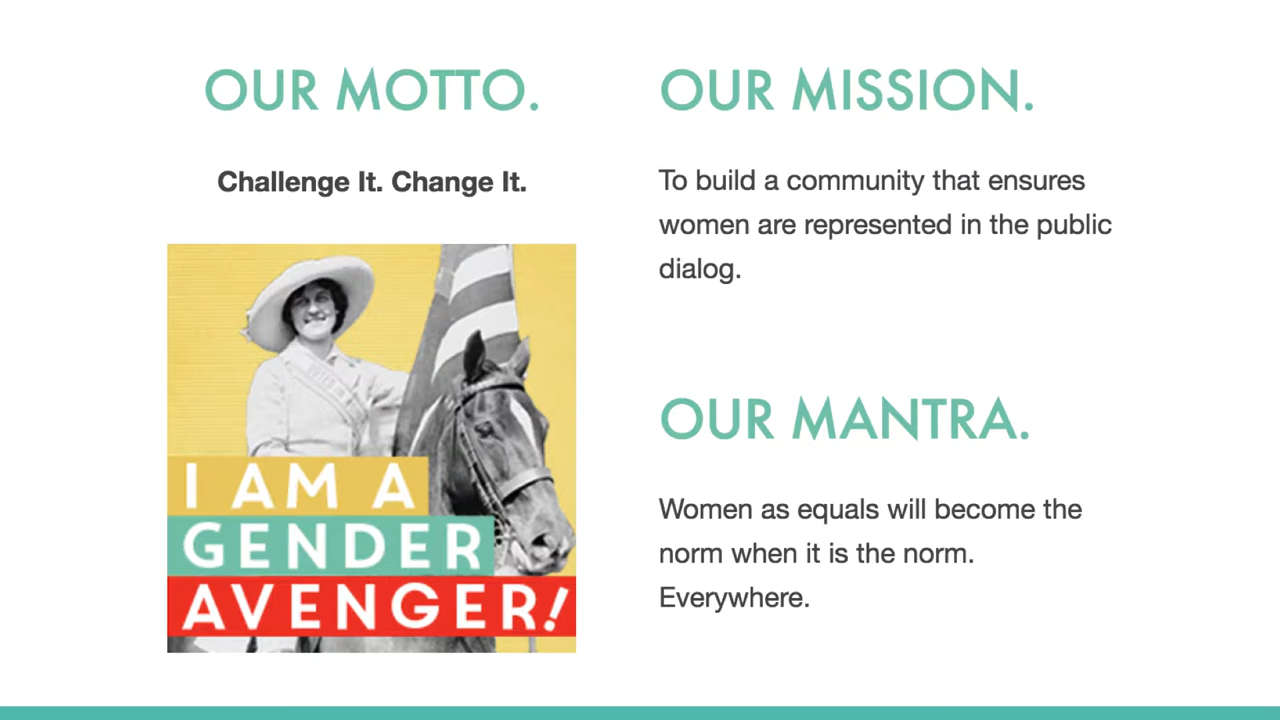 OUR MOTTO.
Challenge It. Change It.
I AM A
GENDER
AVENGER!
OUR MISSION.
To build a community that ensures
women are represented in the public
dialog.
OUR MANTRA.
Women as equals will become the
norm when it is the norm.
Everywhere.